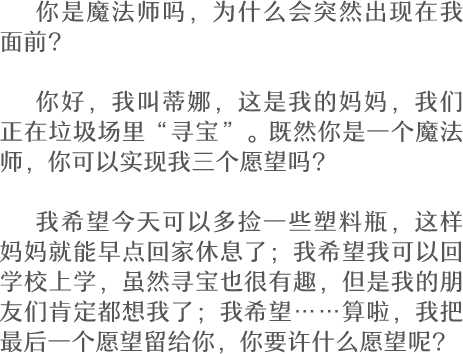 你是魔法师吗，为什么会突然出现在我
面前？
你好，我叫蒂娜，这是我的妈妈，我们
正在垃圾场里“寻宝”。既然你是一个魔法
师，你可以实现我三个愿望吗？
我希望今天可以多捡一些塑料瓶，这样
妈妈就能早点回家休息了；我希望我可以回
学校上学，虽然寻宝也很有趣，但是我的朋
友们肯定都想我了；我希望……算啦，我把
最后一个愿望留给你，你要许什么愿望呢？